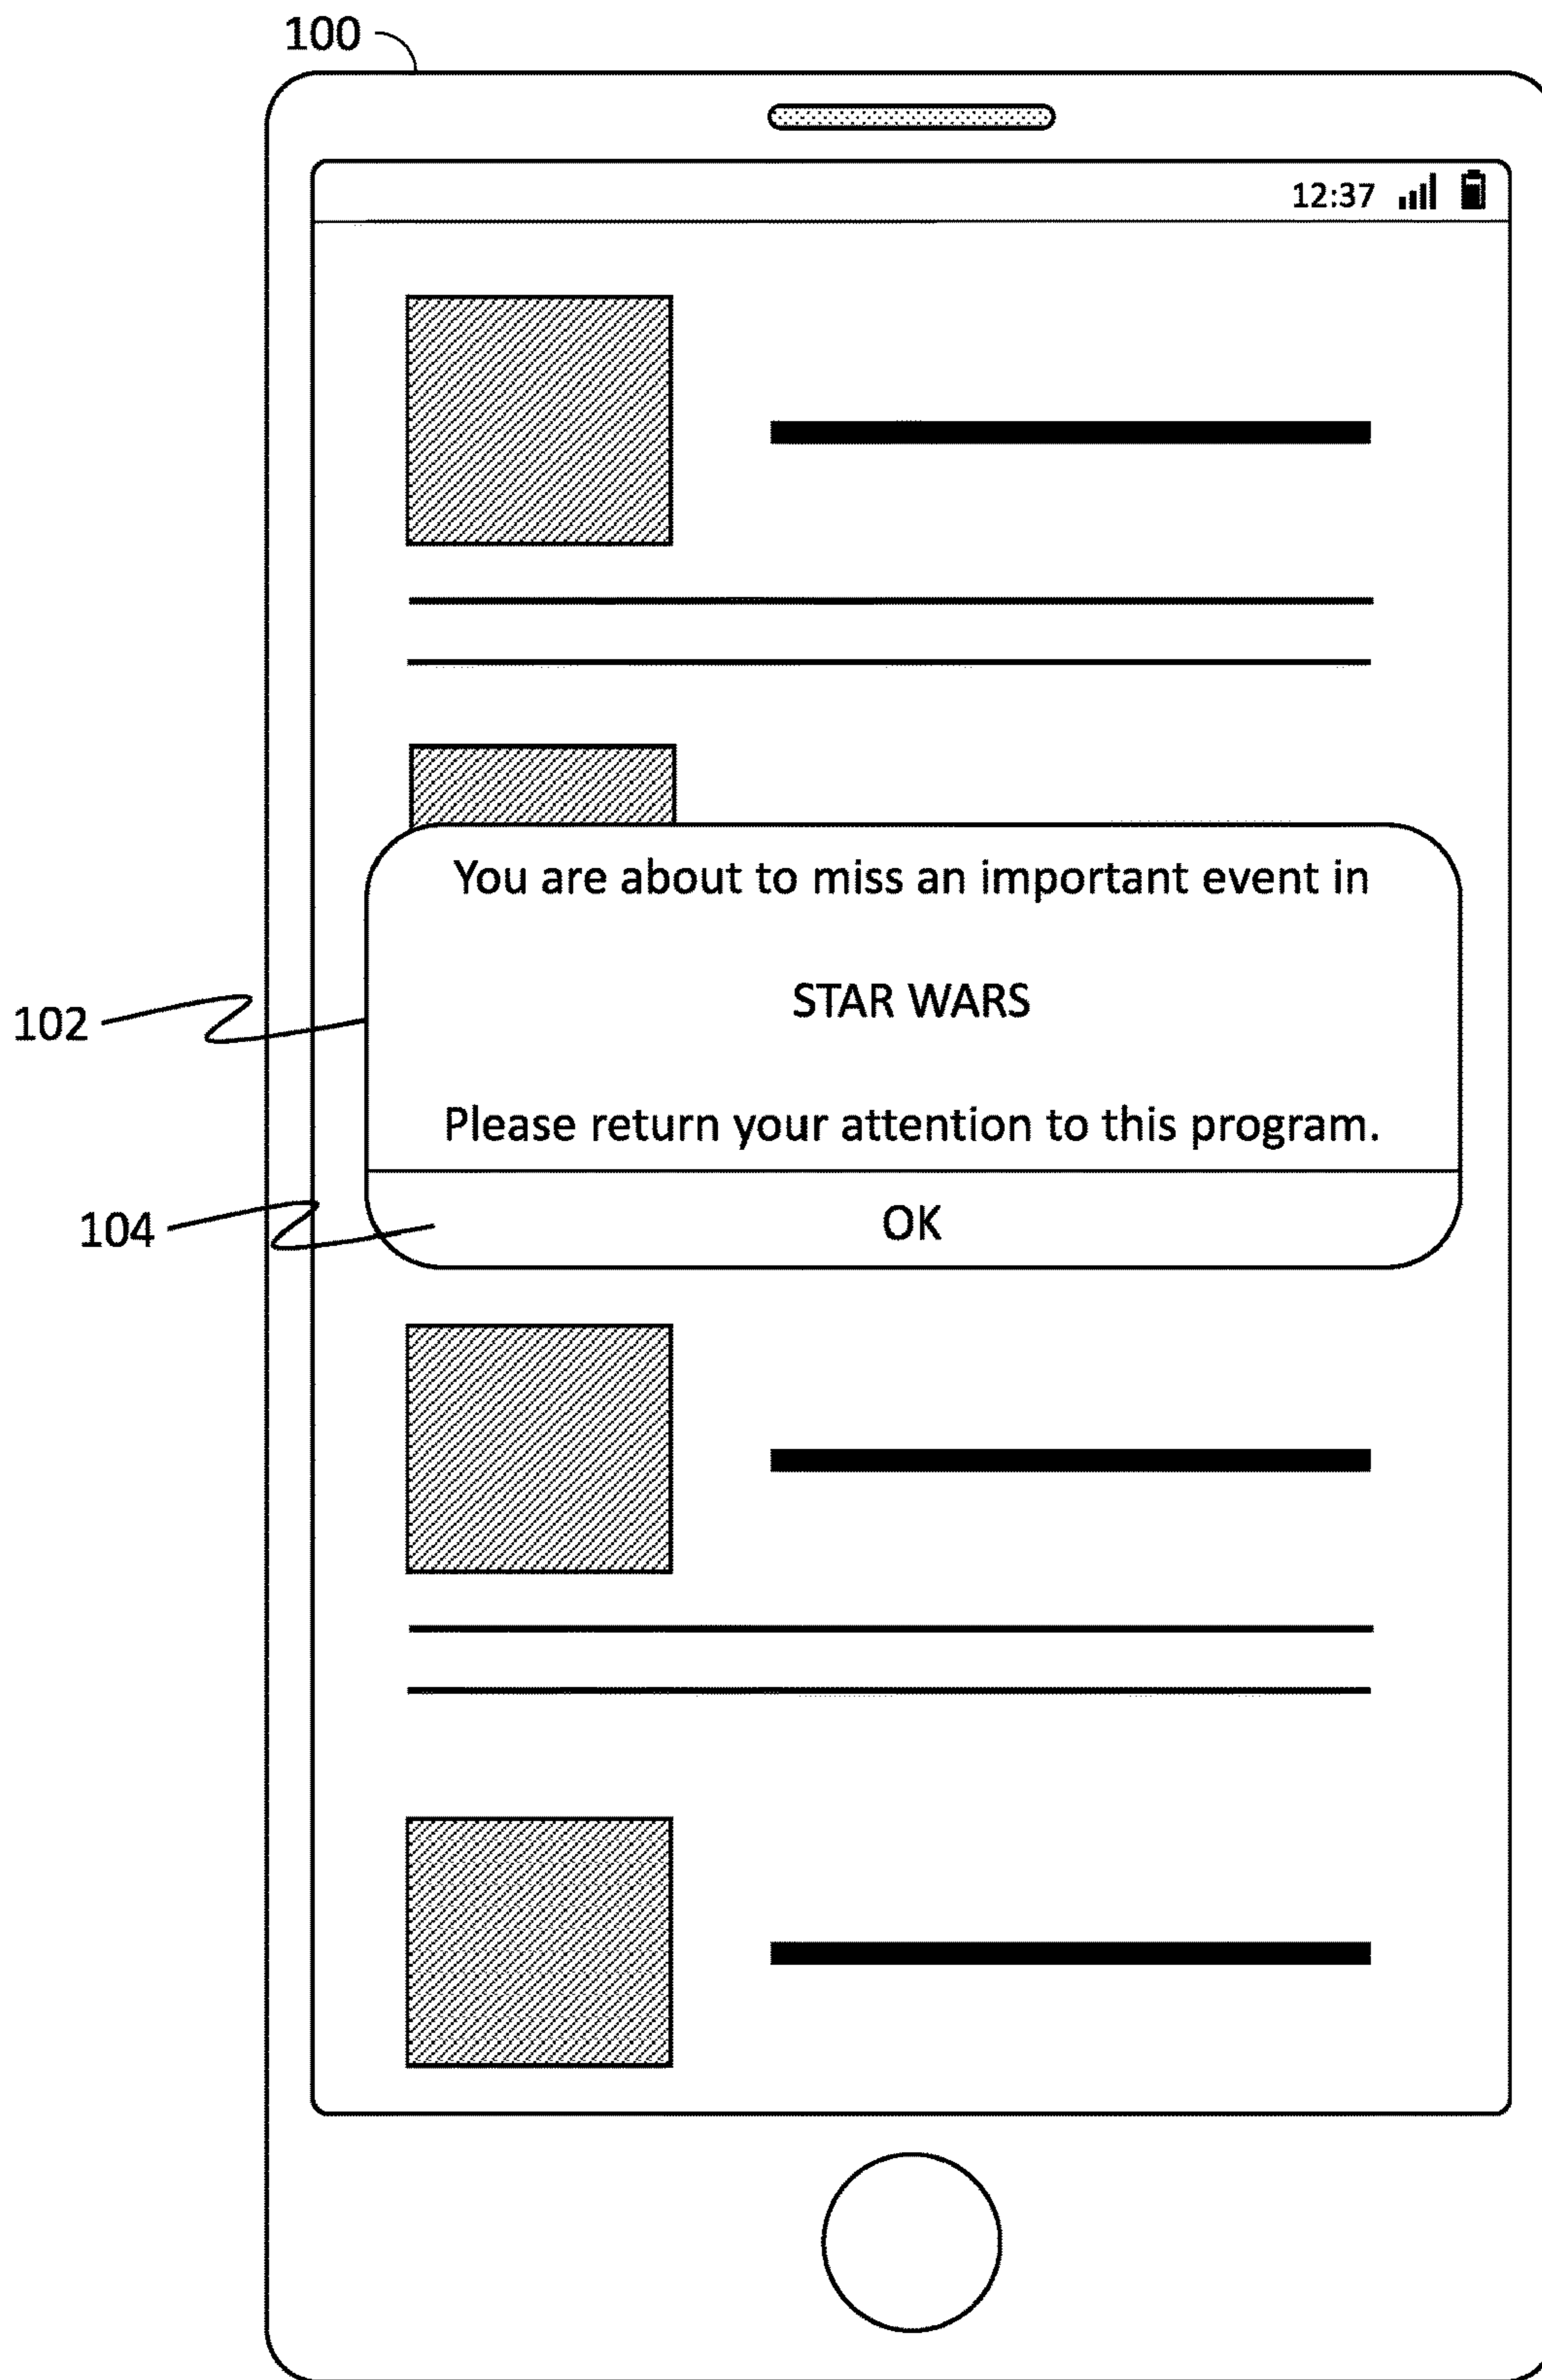 100
12:37
You are about to miss an important event in
STAR WARS
102
Please return your attention to this program.
104
OK